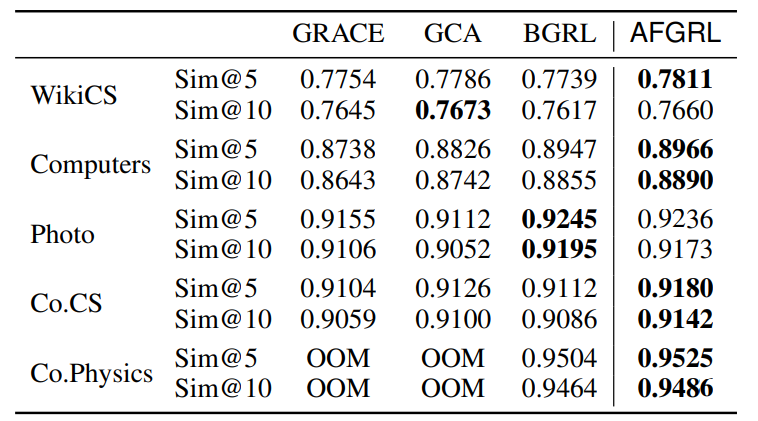 GRACE GCA BGRL AFGRL
WikiCS Sim@5 0.7754 0.7786 0.7739 0.7811
Sim@10 0.7645 0.7673 0.7617 0.7660
Computers Sim@5 0.8738 0.8826 0.8947 0.8966
Sim@10 0.8643 0.8742 0.8855 0.8890
Photo Sim@5 0.9155 0.9112 0.9245 0.9236
Sim@10 0.9106 0.9052 0.9195 0.9173
Co.CS Sim@5 0.9104 0.9126 0.9112 0.9180
Sim@10 0.9059 0.9100 0.9086 0.9142
Co.Physics Sim@5 OOM OOM 0.9504 0.9525
Sim@10 OOM OOM 0.9464 0.9486